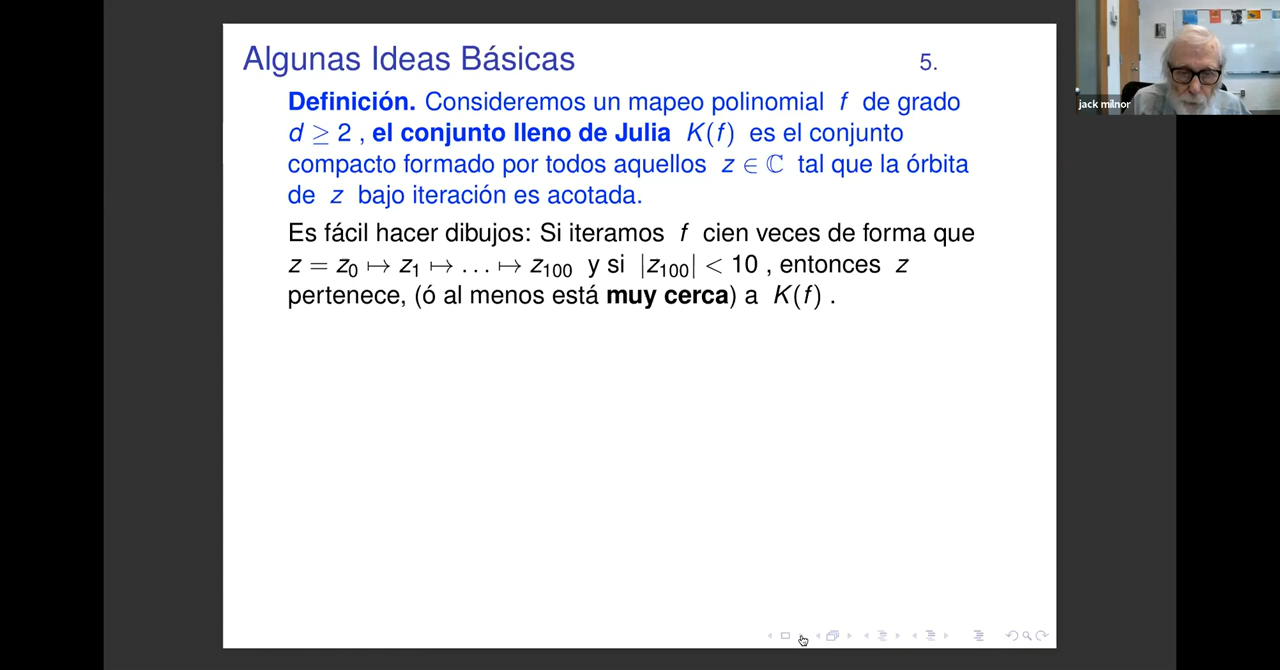 Algunas Ideas Básicas 5.
Definición. Consideremos un mapeo polinomial f de grado
d ≥ 2 , el conjunto lleno de Julia K(f) es el conjunto
compacto formado por todos aquellos z ∈ ℂ tal que la órbita
de z bajo iteración es acotada.
Es fácil hacer dibujos: Si iteramos f cien veces de forma que
z = z₀ ↦ z₁ ↦ . . . ↦ z₁₀₀ y si |z₁₀₀| < 10 , entonces z
pertenece, (ó al menos está muy cerca) a K(f) .
jack milnor